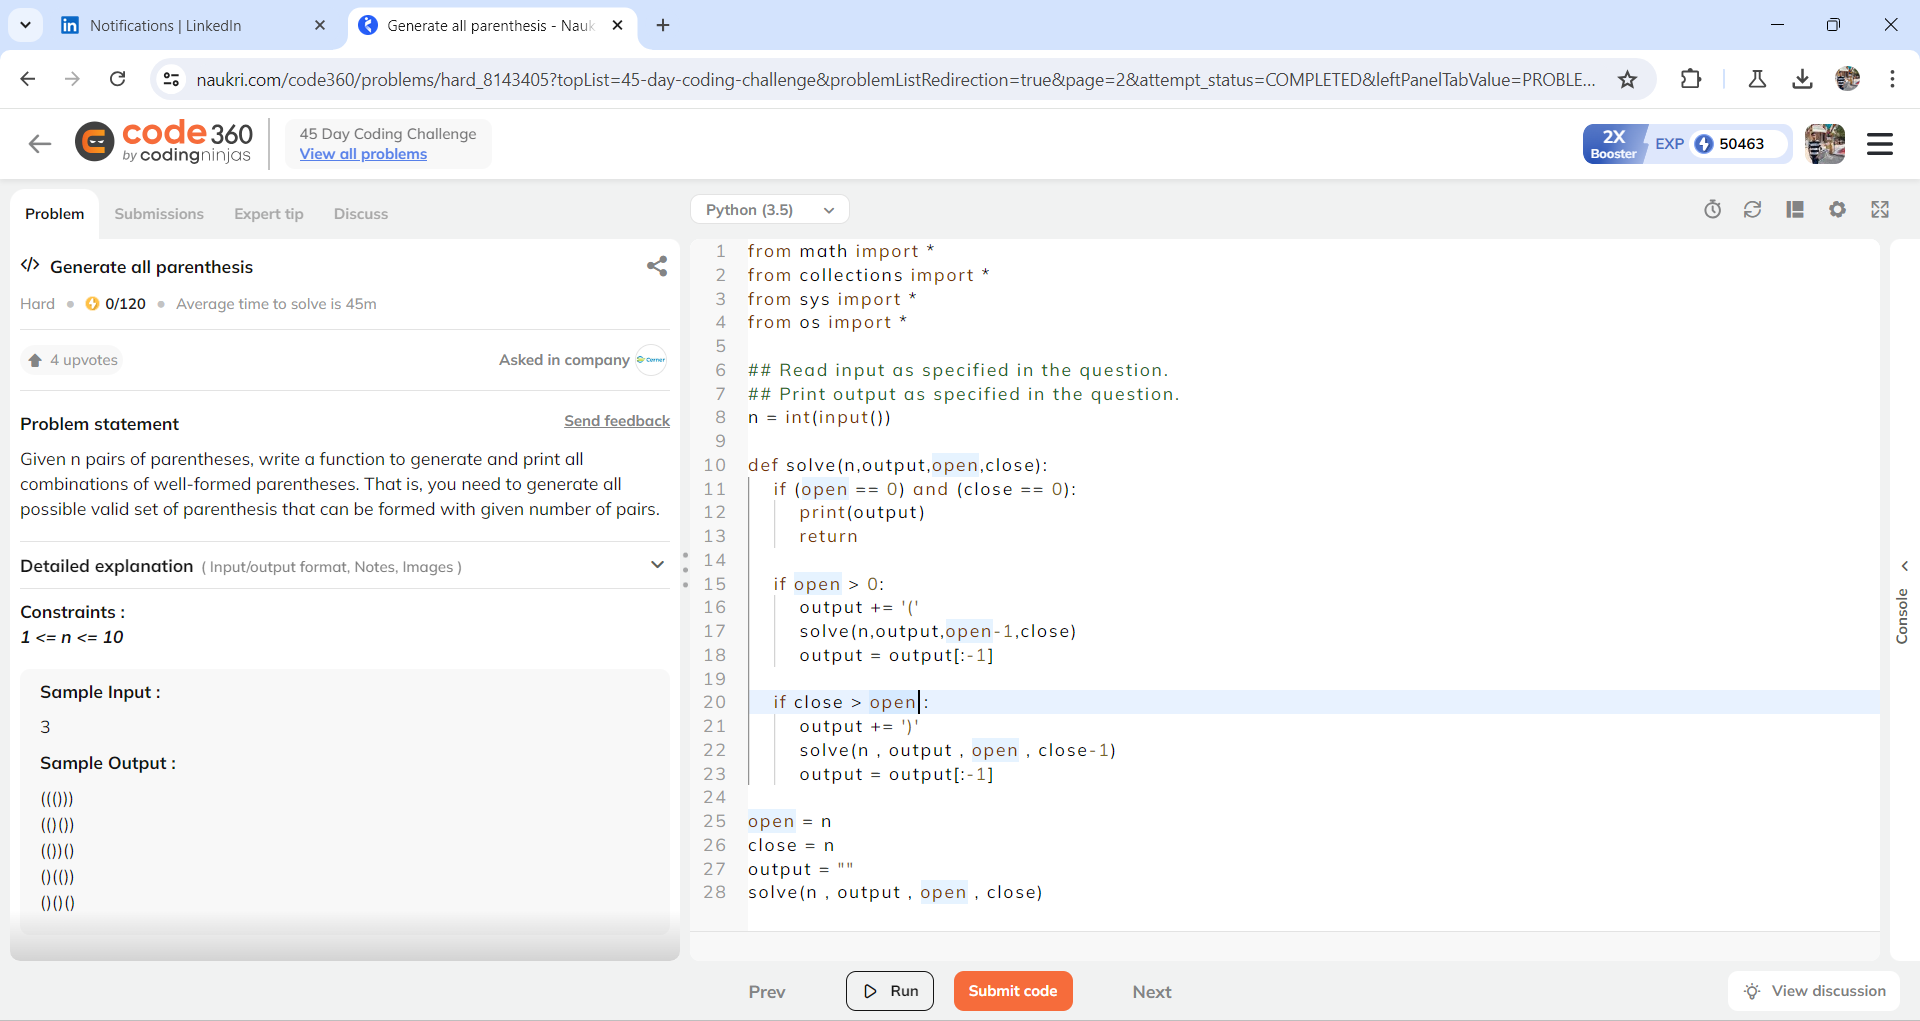 Notifications | LinkedIn
Generate all parenthesis - Nauk
naukri.com/code360/problems/hard_8143405?topList=45-day-coding-challenge&problemListRedirection=true&page=2&attempt_status=COMPLETED&leftPanelTabValue=PROBLE...
code 360
by codingninjas
45 Day Coding Challenge
View all problems
2X
Booster
EXP 50463
Problem Submissions Expert tip Discuss
Python (3.5)
</> Generate all parenthesis
Hard • 0/120 • Average time to solve is 45m
4 upvotes
Asked in company
Corner
Problem statement
Send feedback
Given n pairs of parentheses, write a function to generate and print all
combinations of well-formed parentheses. That is, you need to generate all
possible valid set of parenthesis that can be formed with given number of pairs.
Detailed explanation ( Input/output format, Notes, Images )
Constraints :
1 <= n <= 10
Sample Input :
3
Sample Output :
((()))
(()())
(())()
()(())
()()()
1 from math import *
2 from collections import *
3 from sys import *
4 from os import *
5
6 ## Read input as specified in the question.
7 ## Print output as specified in the question.
8 n = int(input())
9
10 def solve(n,output,open,close):
11 if (open == 0) and (close == 0):
12 print(output)
13 return
14
15 if open > 0:
16 output += '('
17 solve(n,output,open-1,close)
18 output = output[:-1]
19
20 if close > open:
21 output += ')'
22 solve(n , output , open , close-1)
23 output = output[:-1]
24
25 open = n
26 close = n
27 output = ""
28 solve(n , output , open , close)
Console
Prev
Run
Submit code
Next
View discussion